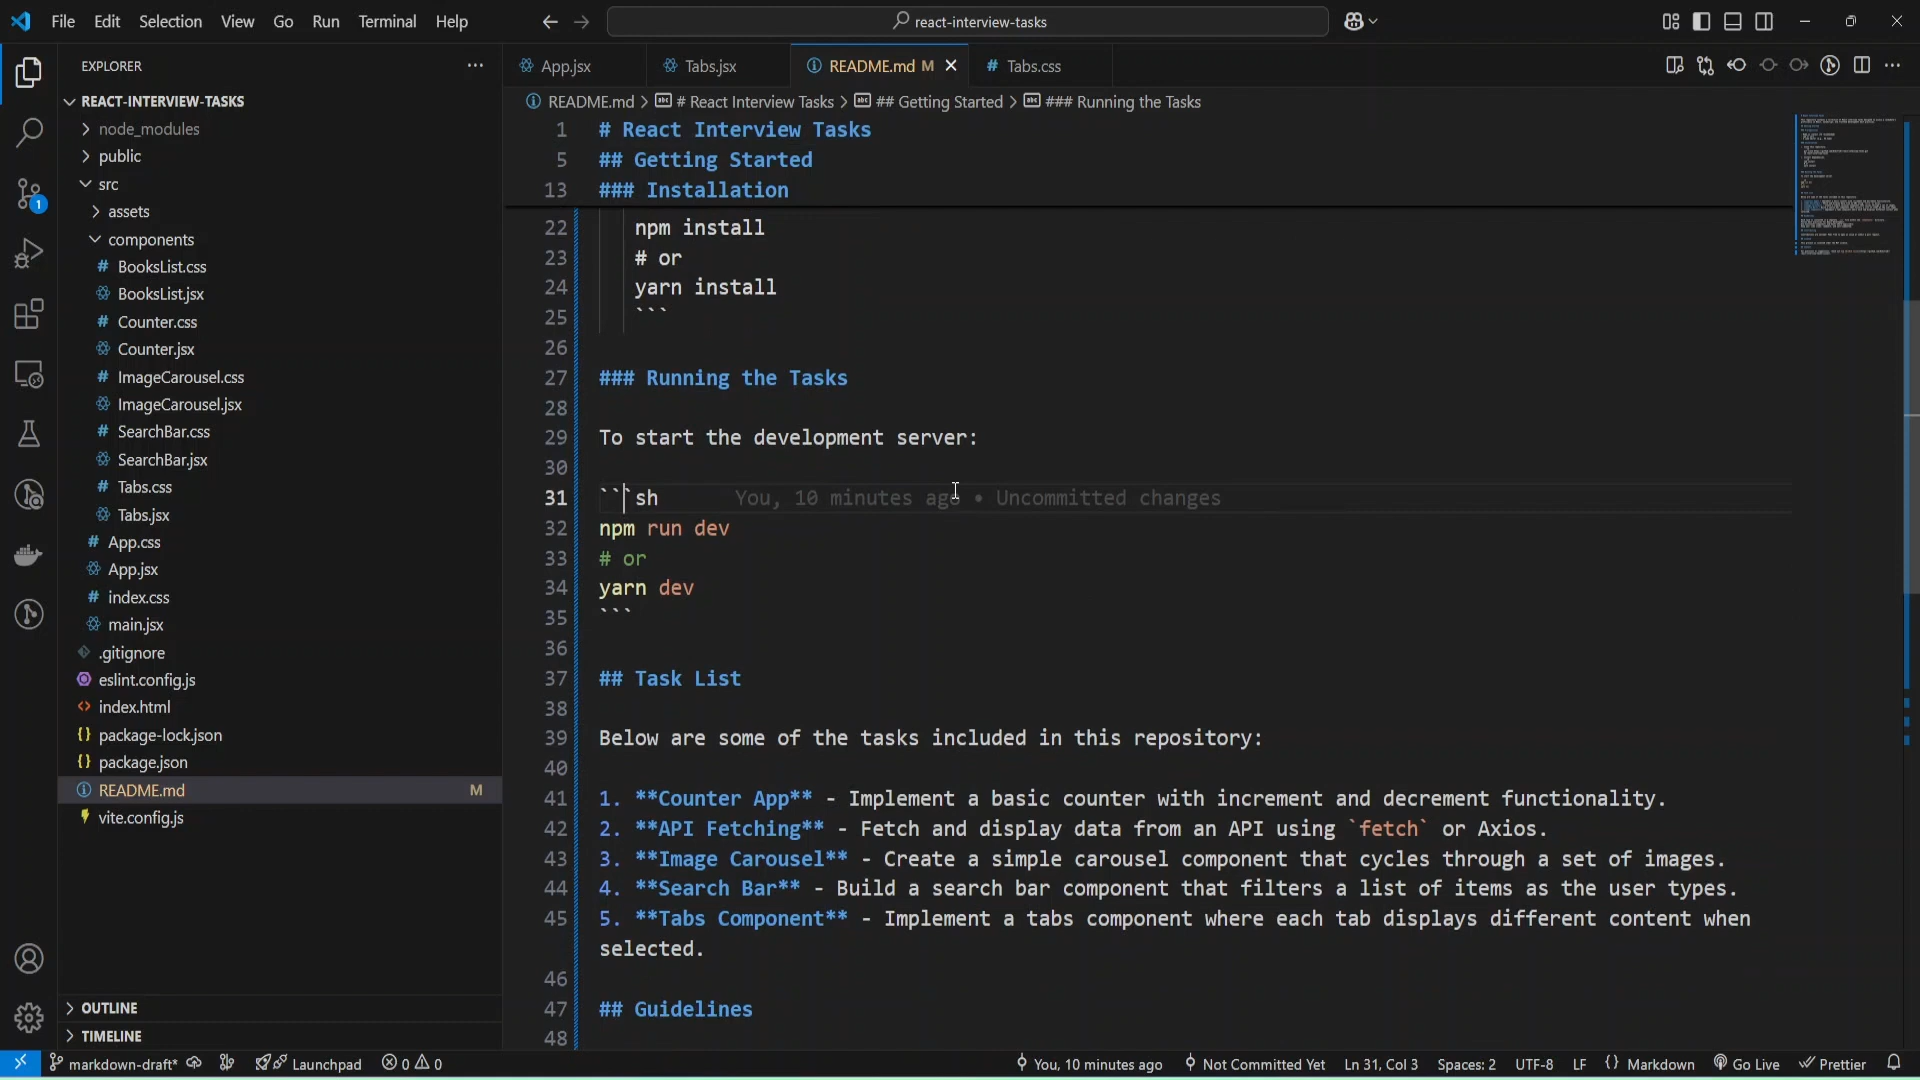 File Edit Selection View Go Run Terminal Help
react-interview-tasks
EXPLORER
App.jsx
Tabs.jsx
README.md M
# Tabs.css
REACT-INTERVIEW-TASKS
README.md > # React Interview Tasks > ## Getting Started > ### Running the Tasks
node_modules
public
src
assets
components
# BooksList.css
BooksList.jsx
# Counter.css
Counter.jsx
# ImageCarousel.css
ImageCarousel.jsx
# SearchBar.css
SearchBar.jsx
# Tabs.css
Tabs.jsx
# App.css
App.jsx
# index.css
main.jsx
.gitignore
eslint.config.js
<> index.html
{} package-lock.json
{} package.json
README.md M
vite.config.js
OUTLINE
TIMELINE
1
1 # React Interview Tasks
5 ## Getting Started
13 ### Installation
22 npm install
23 # or
24 yarn install
25 ```
26
27 ### Running the Tasks
28
29 To start the development server:
30
31 ```sh You, 10 minutes ago • Uncommitted changes
32 npm run dev
33 # or
34 yarn dev
35 ```
36
37 ## Task List
38
39 Below are some of the tasks included in this repository:
40
41 1. **Counter App** - Implement a basic counter with increment and decrement functionality.
42 2. **API Fetching** - Fetch and display data from an API using `fetch` or Axios.
43 3. **Image Carousel** - Create a simple carousel component that cycles through a set of images.
44 4. **Search Bar** - Build a search bar component that filters a list of items as the user types.
45 5. **Tabs Component** - Implement a tabs component where each tab displays different content when
selected.
46
47 ## Guidelines
48
markdown-draft* Launchpad 0 0 You, 10 minutes ago Not Committed Yet Ln 31, Col 3 Spaces: 2 UTF-8 LF {} Markdown Go Live Prettier